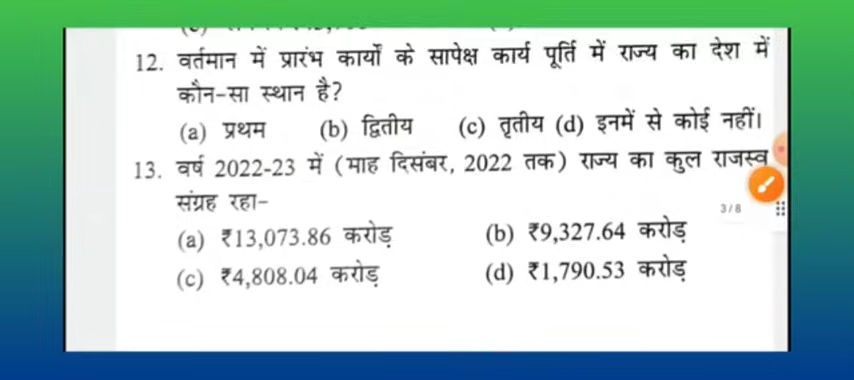 12. वर्तमान में प्रारंभ कार्यों के सापेक्ष कार्य पूर्ति में राज्य का देश में
कौन-सा स्थान है?
(a) प्रथम (b) द्वितीय (c) तृतीय (d) इनमें से कोई नहीं।
13. वर्ष 2022-23 में (माह दिसंबर, 2022 तक) राज्य का कुल राजस्व
संग्रह रहा-
3/8
(a) ₹13,073.86 करोड़ (b) ₹9,327.64 करोड़
(c) ₹4,808.04 करोड़ (d) ₹1,790.53 करोड़